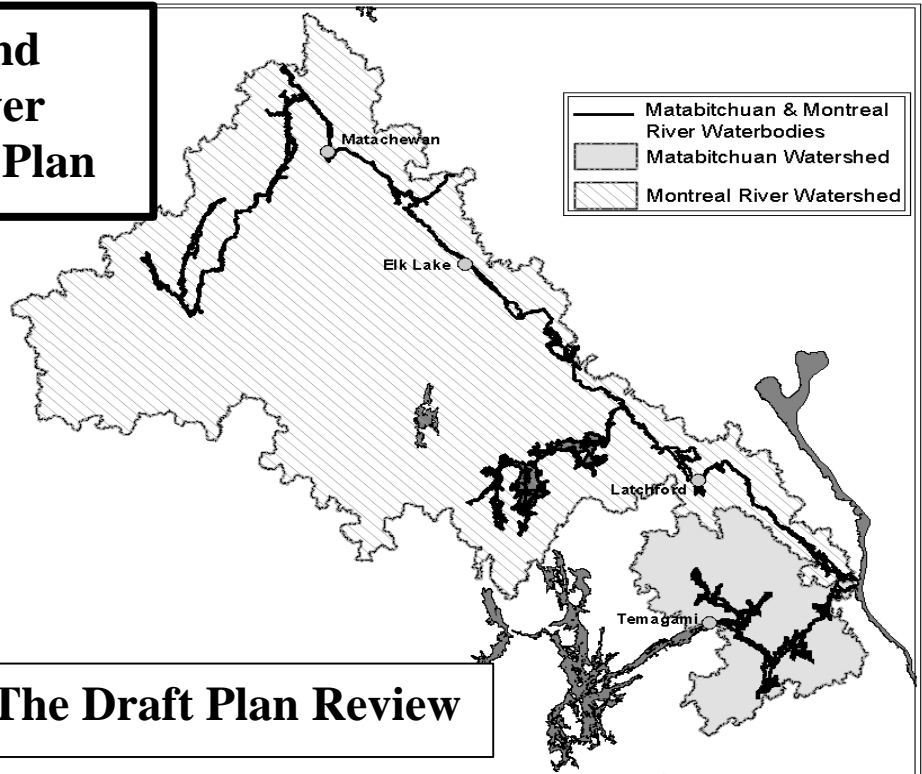 nd
ver
Plan
Matabitchuan & Montreal
River Waterbodies
Matabitchuan Watershed
Montreal River Watershed
Matachewan
Elk Lake
Latchford
Temagami
The Draft Plan Review